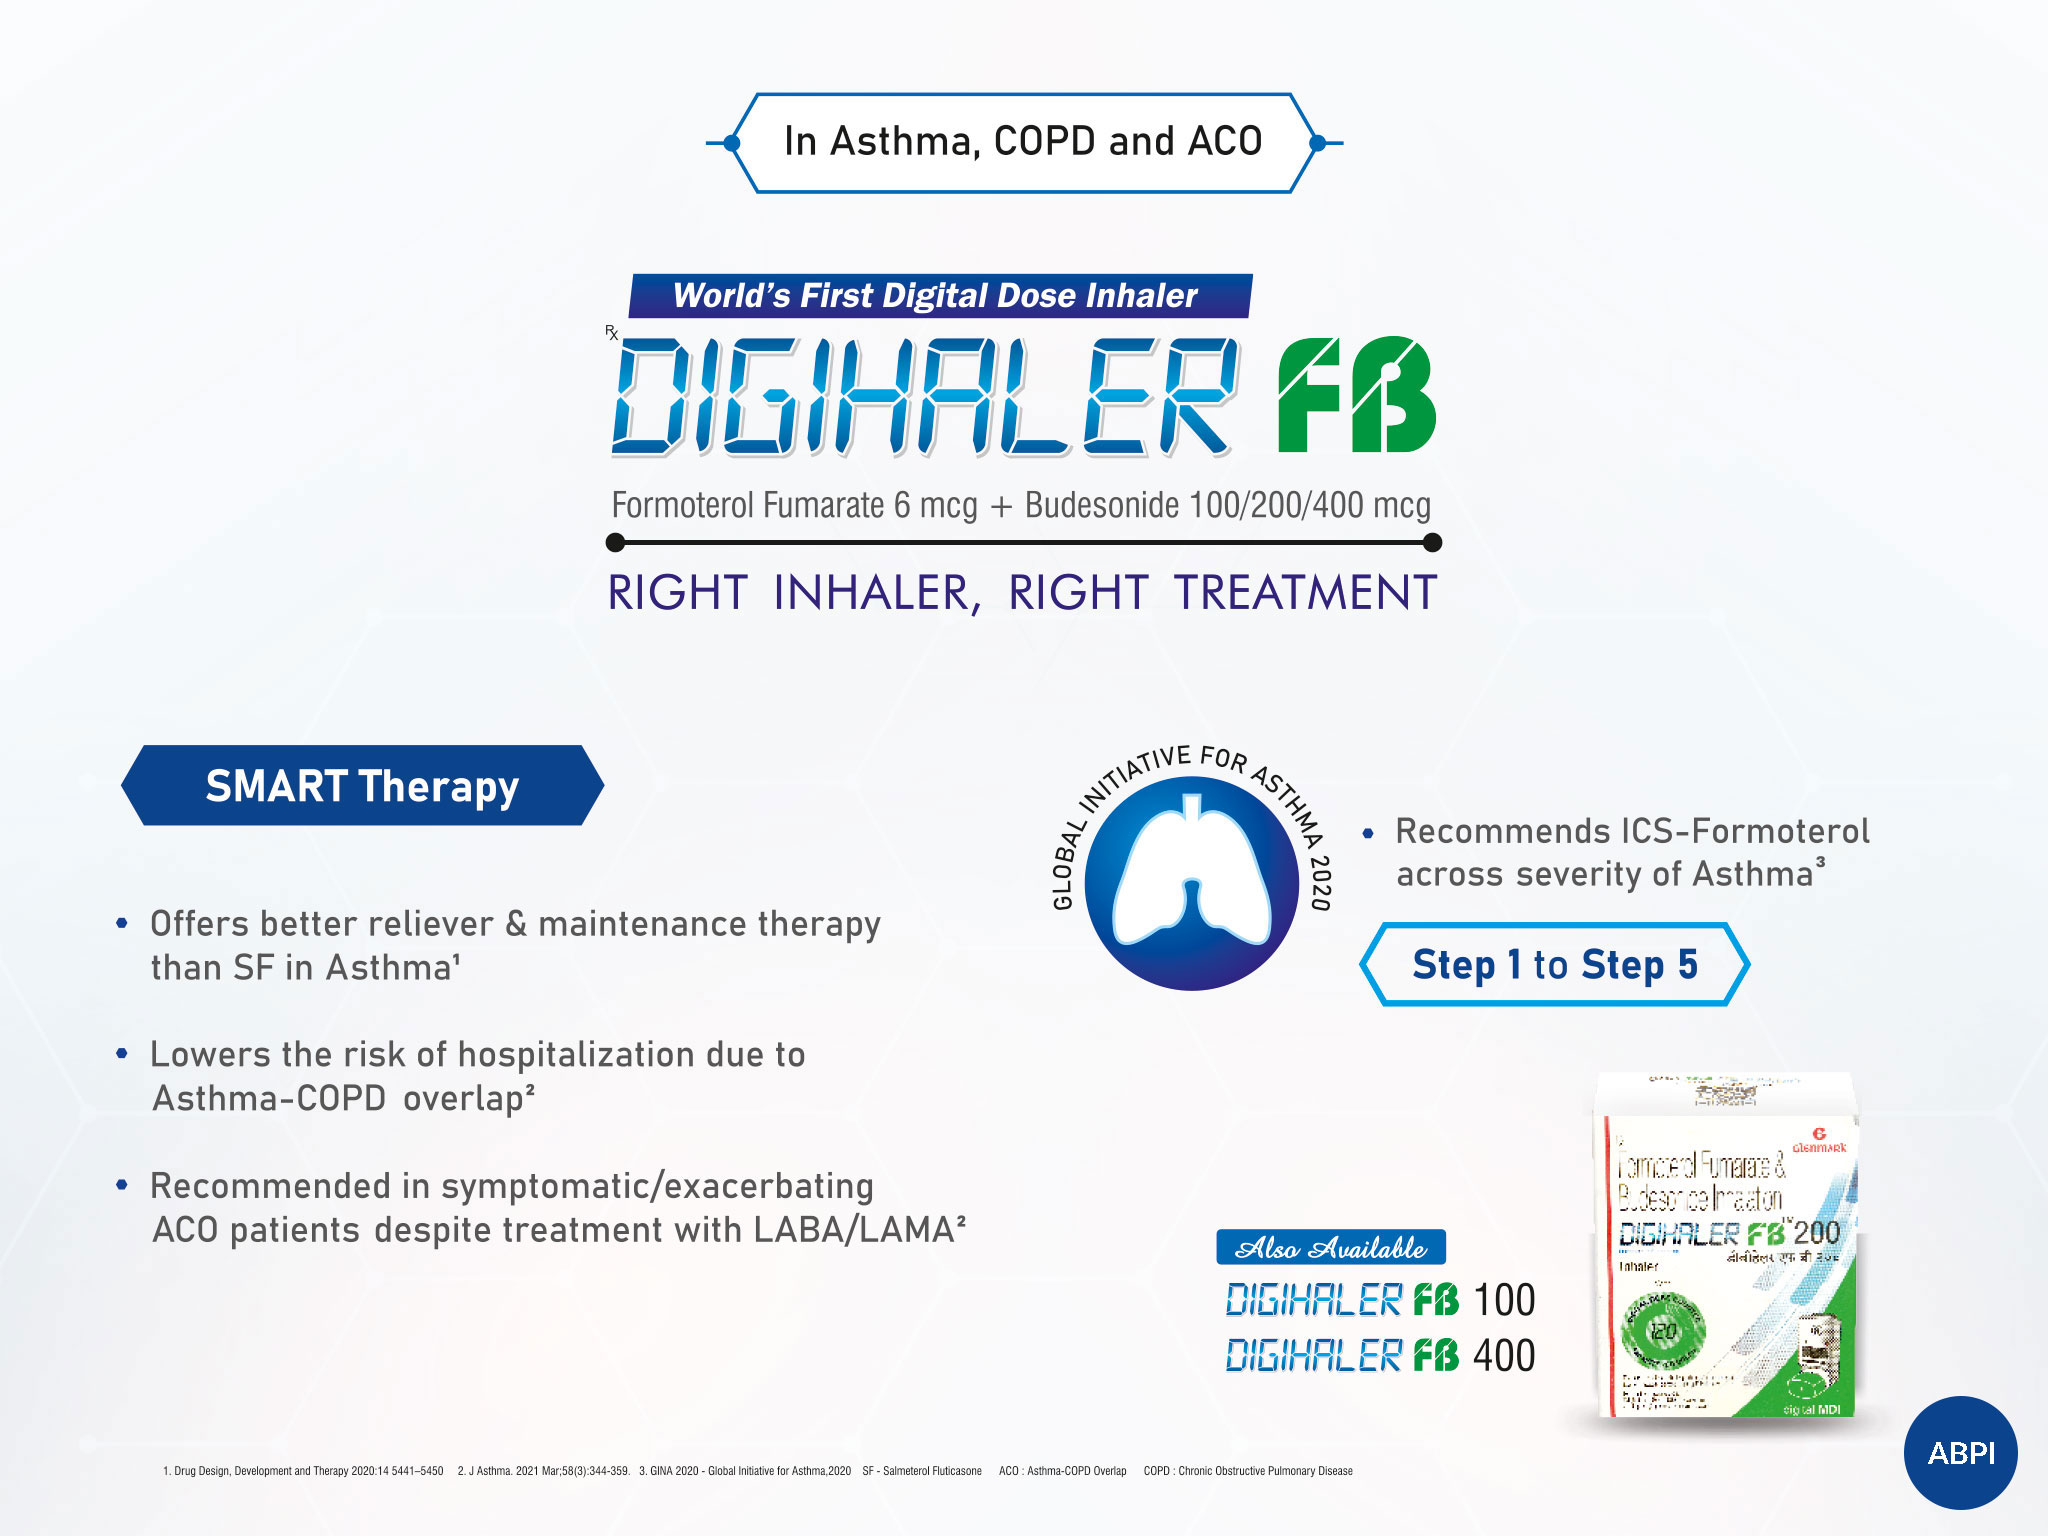 In Asthma, COPD and ACO
World's First Digital Dose Inhaler
Rx
DIGIHALER FB
Formoterol Fumarate 6 mcg + Budesonide 100/200/400 mcg
RIGHT INHALER, RIGHT TREATMENT
SMART Therapy
• Offers better reliever & maintenance therapy
than SF in Asthma¹
• Lowers the risk of hospitalization due to
Asthma-COPD overlap²
• Recommended in symptomatic/exacerbating
ACO patients despite treatment with LABA/LAMA²
GLOBAL INITIATIVE FOR ASTHMA 2020
• Recommends ICS-Formoterol
across severity of Asthma³
Step 1 to Step 5
Also Available
DIGIHALER FB 100
DIGIHALER FB 400
Glenmark
Formoterol Fumarate &
Budesonide Inhalation
DIGIHALER FB™ 200
Inhaler
120
digital MDI
ABPI
1. Drug Design, Development and Therapy 2020:14 5441–5450 2. J Asthma. 2021 Mar;58(3):344-359. 3. GINA 2020 - Global Initiative for Asthma,2020 SF - Salmeterol Fluticasone ACO : Asthma-COPD Overlap COPD : Chronic Obstructive Pulmonary Disease